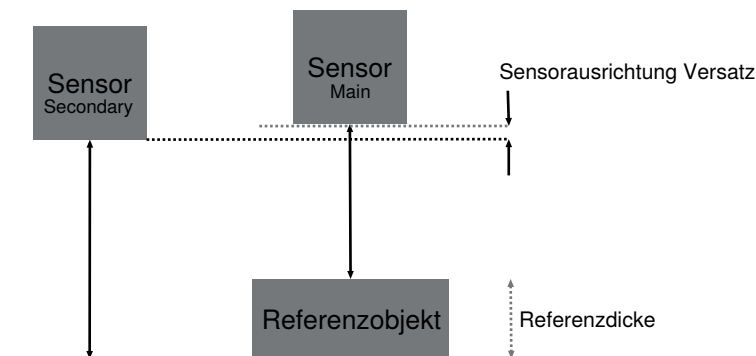 Sensor
Secondary
Sensor
Main
Sensorausrichtung Versatz
Referenzobjekt
Referenzdicke